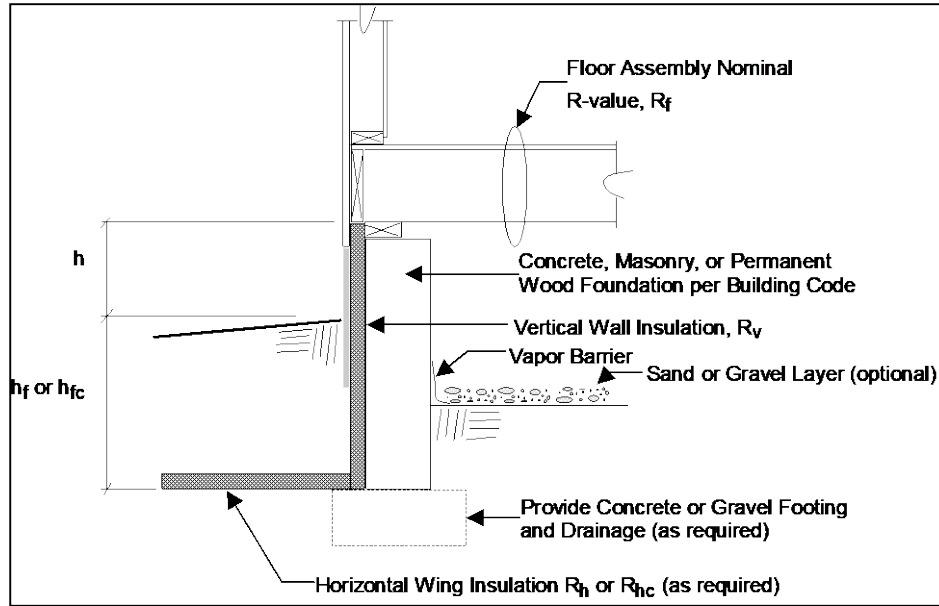 Floor Assembly Nominal
R-value, Rf
h
Concrete, Masonry, or Permanent
Wood Foundation per Building Code
Vertical Wall Insulation, Rv
Vapor Barrier
hf or hfc
Sand or Gravel Layer (optional)
Provide Concrete or Gravel Footing
and Drainage (as required)
Horizontal Wing Insulation Rh or Rhc (as required)